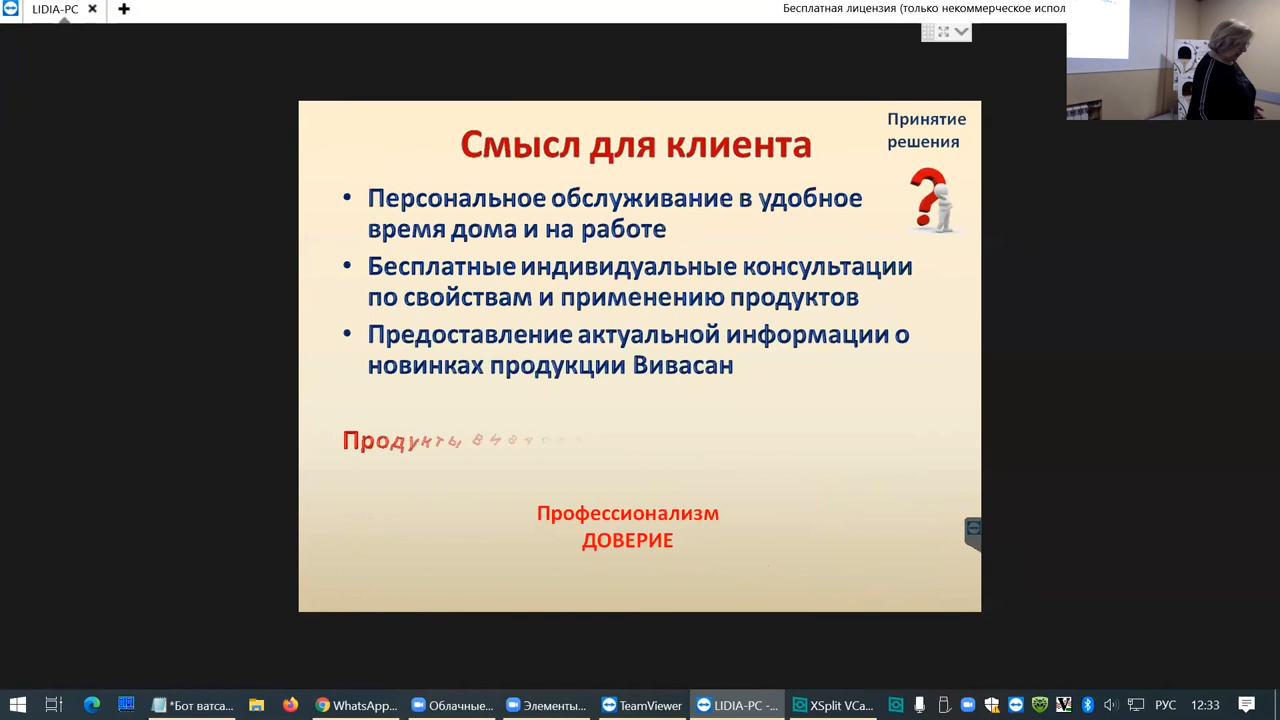 LIDIA-PC
Бесплатная лицензия (только некоммерческое испол
Принятие
решения
Смысл для клиента
• Персональное обслуживание в удобное
время дома и на работе
• Бесплатные индивидуальные консультации
по свойствам и применению продуктов
• Предоставление актуальной информации о
новинках продукции Вивасан
Продукты Вивас
Профессионализм
ДОВЕРИЕ
*Бот ватса...
WhatsApp...
Облачные...
Элементы...
TeamViewer
LIDIA-PC -...
XSplit VCa...
РУС
12:33